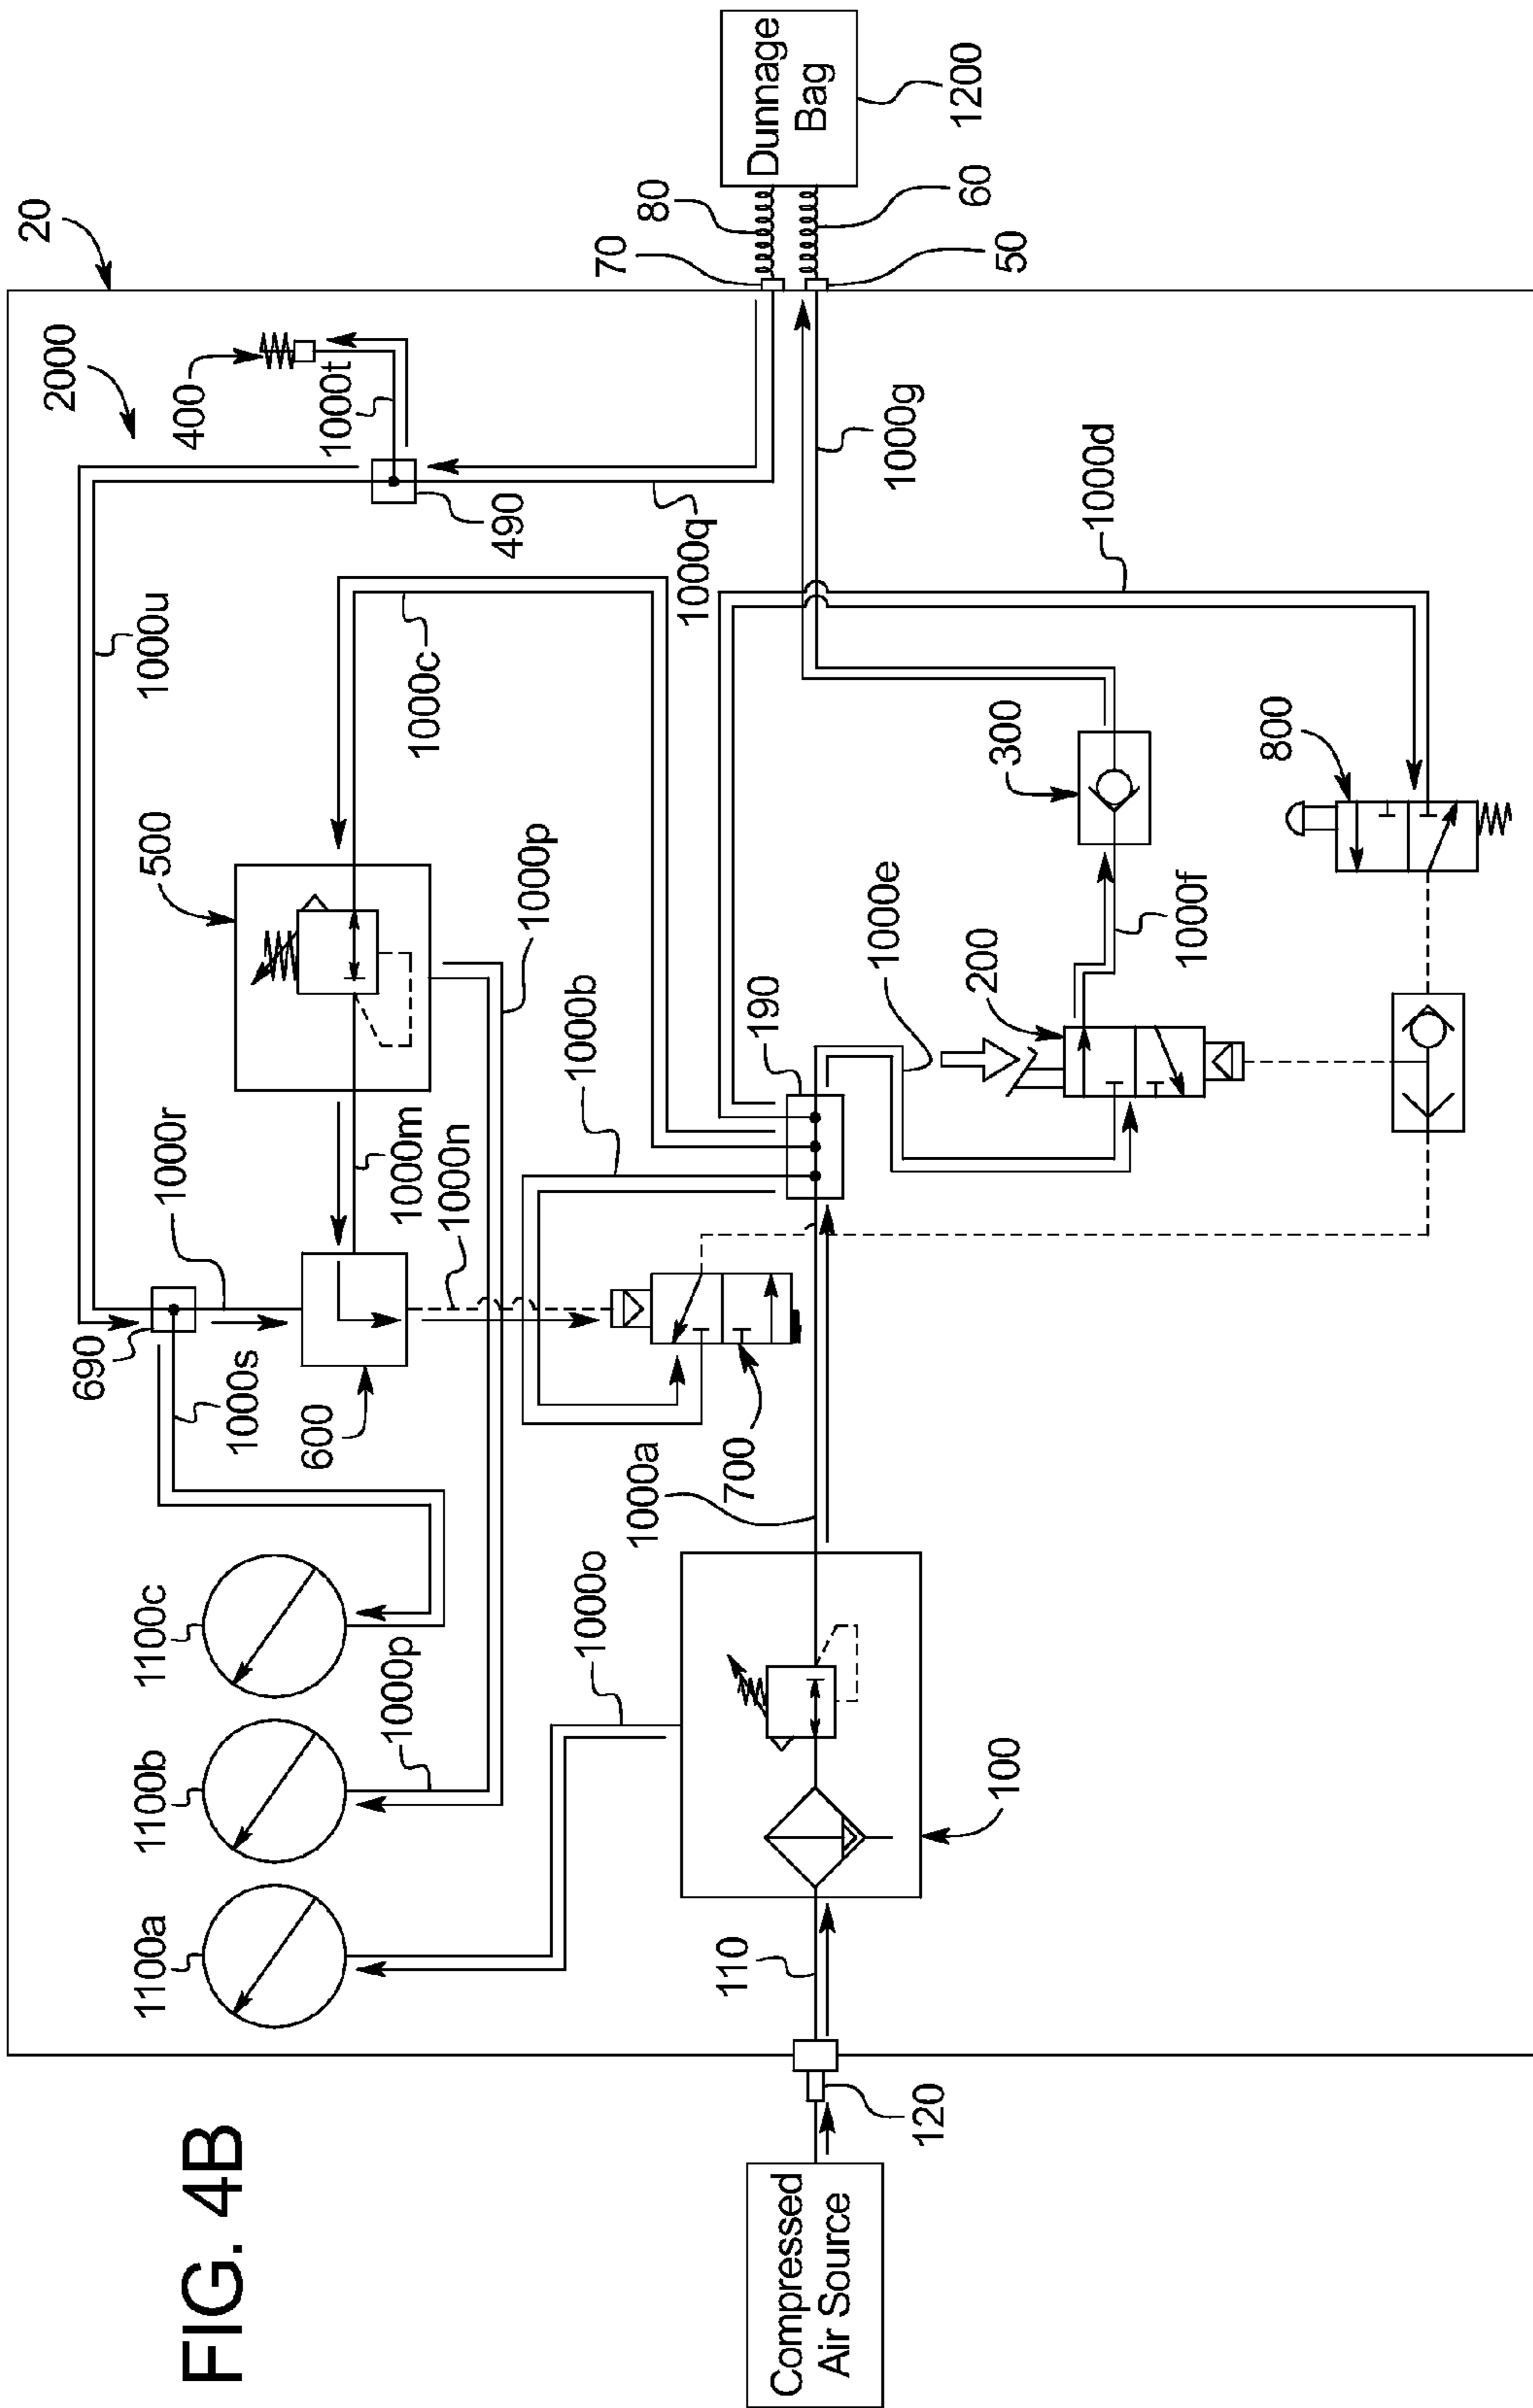 FIG. 4B
20
2000
400
1000t
490
1000q
1000u
1000c
500
1000p
1000r
1000m
1000n
690
1000s
600
1100c
1100b
1100a
1000p
1000o
1000b
190
1000a
700
100
110
120
Compressed
Air Source
1000e
200
1000f
300
800
1000d
1000g
70
80
60
50
Dunnage
Bag
1200